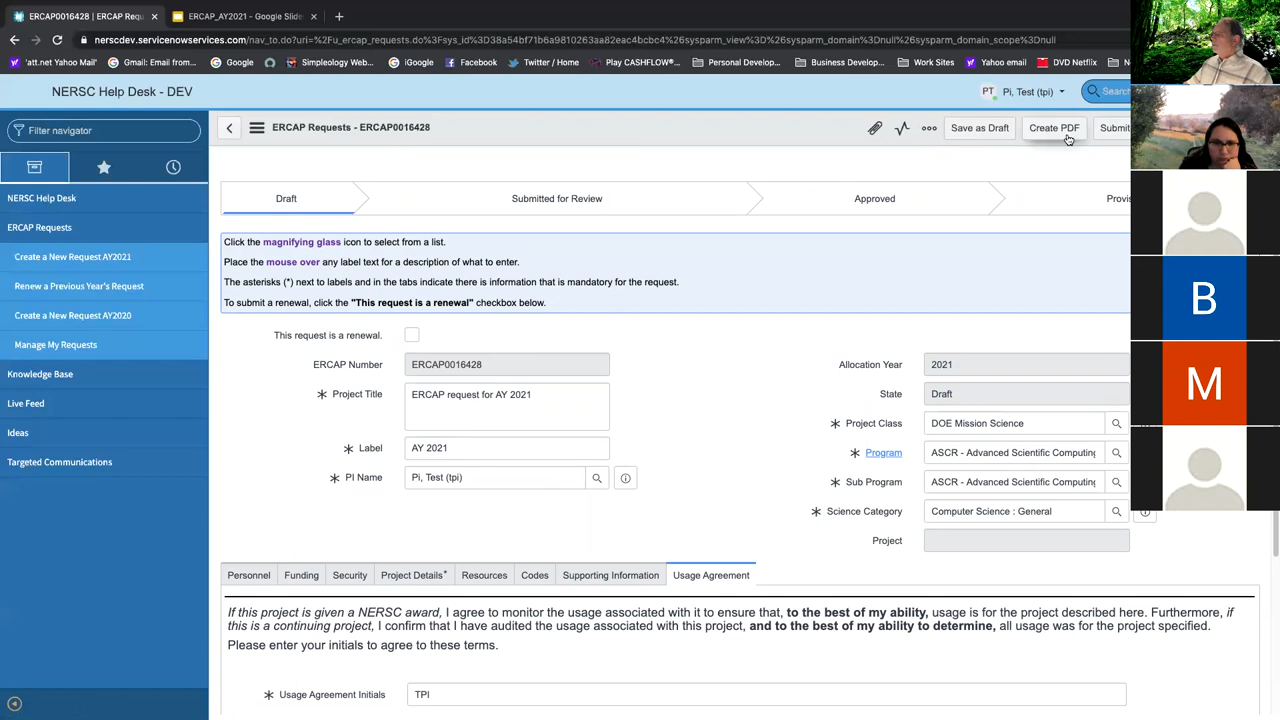 ERCAP0016428 | ERCAP Requ
ERCAP_AY2021 - Google Slide
nerscdev.servicenowservices.com/nav_to.do?uri=%2Fu_ercap_requests.do%3Fsys_id%3D38a54bf71b6a9810263aa82eac4bcbc4%26sysparm_view%3D%26sysparm_domain%3Dnull%26sysparm_domain_scope%3Dnull
'att.net Yahoo Mail'
Gmail: Email from...
Google
Simpleology Web...
iGoogle
Facebook
Twitter / Home
Play CASHFLOW®...
Personal Develop...
Business Develop...
Work Sites
Yahoo email
DVD Netflix
NERSC Help Desk - DEV
PT
Pi, Test (tpi)
Search
Filter navigator
ERCAP Requests - ERCAP0016428
Save as Draft
Create PDF
Submit
NERSC Help Desk
ERCAP Requests
Create a New Request AY2021
Renew a Previous Year's Request
Create a New Request AY2020
Manage My Requests
Knowledge Base
Live Feed
Ideas
Targeted Communications
Draft
Submitted for Review
Approved
Provis
Click the magnifying glass icon to select from a list.
Place the mouse over any label text for a description of what to enter.
The asterisks (*) next to labels and in the tabs indicate there is information that is mandatory for the request.
To submit a renewal, click the "This request is a renewal" checkbox below.
This request is a renewal.
ERCAP Number
ERCAP0016428
Project Title
ERCAP request for AY 2021
Label
AY 2021
PI Name
Pi, Test (tpi)
Allocation Year
2021
State
Draft
Project Class
DOE Mission Science
Program
ASCR - Advanced Scientific Computing
Sub Program
ASCR - Advanced Scientific Computing
Science Category
Computer Science : General
Project
Personnel
Funding
Security
Project Details*
Resources
Codes
Supporting Information
Usage Agreement
If this project is given a NERSC award, I agree to monitor the usage associated with it to ensure that, to the best of my ability, usage is for the project described here. Furthermore, if
this is a continuing project, I confirm that I have audited the usage associated with this project, and to the best of my ability to determine, all usage was for the project specified.
Please enter your initials to agree to these terms.
Usage Agreement Initials
TPI
B
M